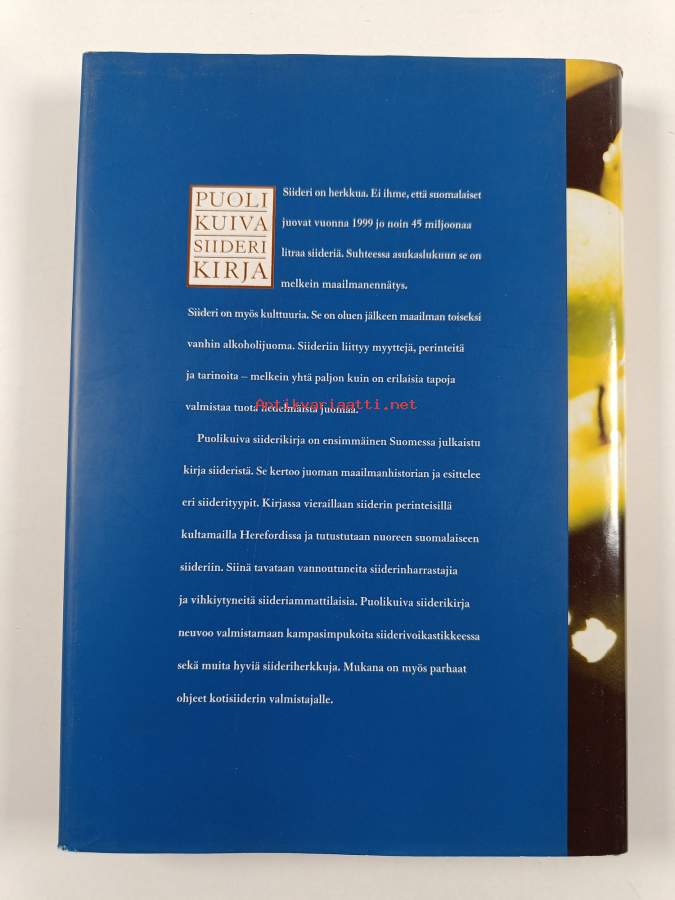 PUOLI
KUIVA
SIIDERI
KIRJA
Siideri on herkkua. Ei ihme, että suomalaiset
juovat vuonna 1999 jo noin 45 miljoonaa
litraa siideriä. Suhteessa asukaslukuun se on
melkein maailmanennätys.
Siideri on myös kulttuuria. Se on oluen jälkeen maailman toiseksi
vanhin alkoholijuoma. Siideriin liittyy myyttejä, perinteitä
ja tarinoita – melkein yhtä paljon kuin on erilaisia tapoja
Antikvariaatti.net
valmistaa tuota hedelmäistä juomaa.
Puolikuiva siiderikirja on ensimmäinen Suomessa julkaistu
kirja siideristä. Se kertoo juoman maailmanhistorian ja esittelee
eri siiderityypit. Kirjassa vieraillaan siiderin perinteisillä
kultamailla Herefordissa ja tutustutaan nuoreen suomalaiseen
siideriin. Siinä tavataan vannoutuneita siiderinharrastajia
ja vihkiytyneitä siideriammattilaisia. Puolikuiva siiderikirja
neuvoo valmistamaan kampasimpukoita siiderivoikastikkeessa
sekä muita hyviä siideriherkkuja. Mukana on myös parhaat
ohjeet kotisiiderin valmistajalle.